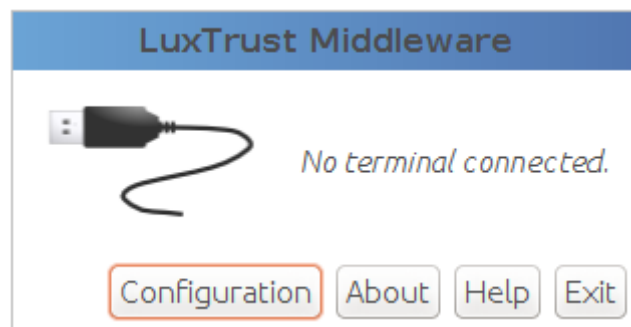 LuxTrust Middleware
No terminal connected.
Configuration About Help Exit